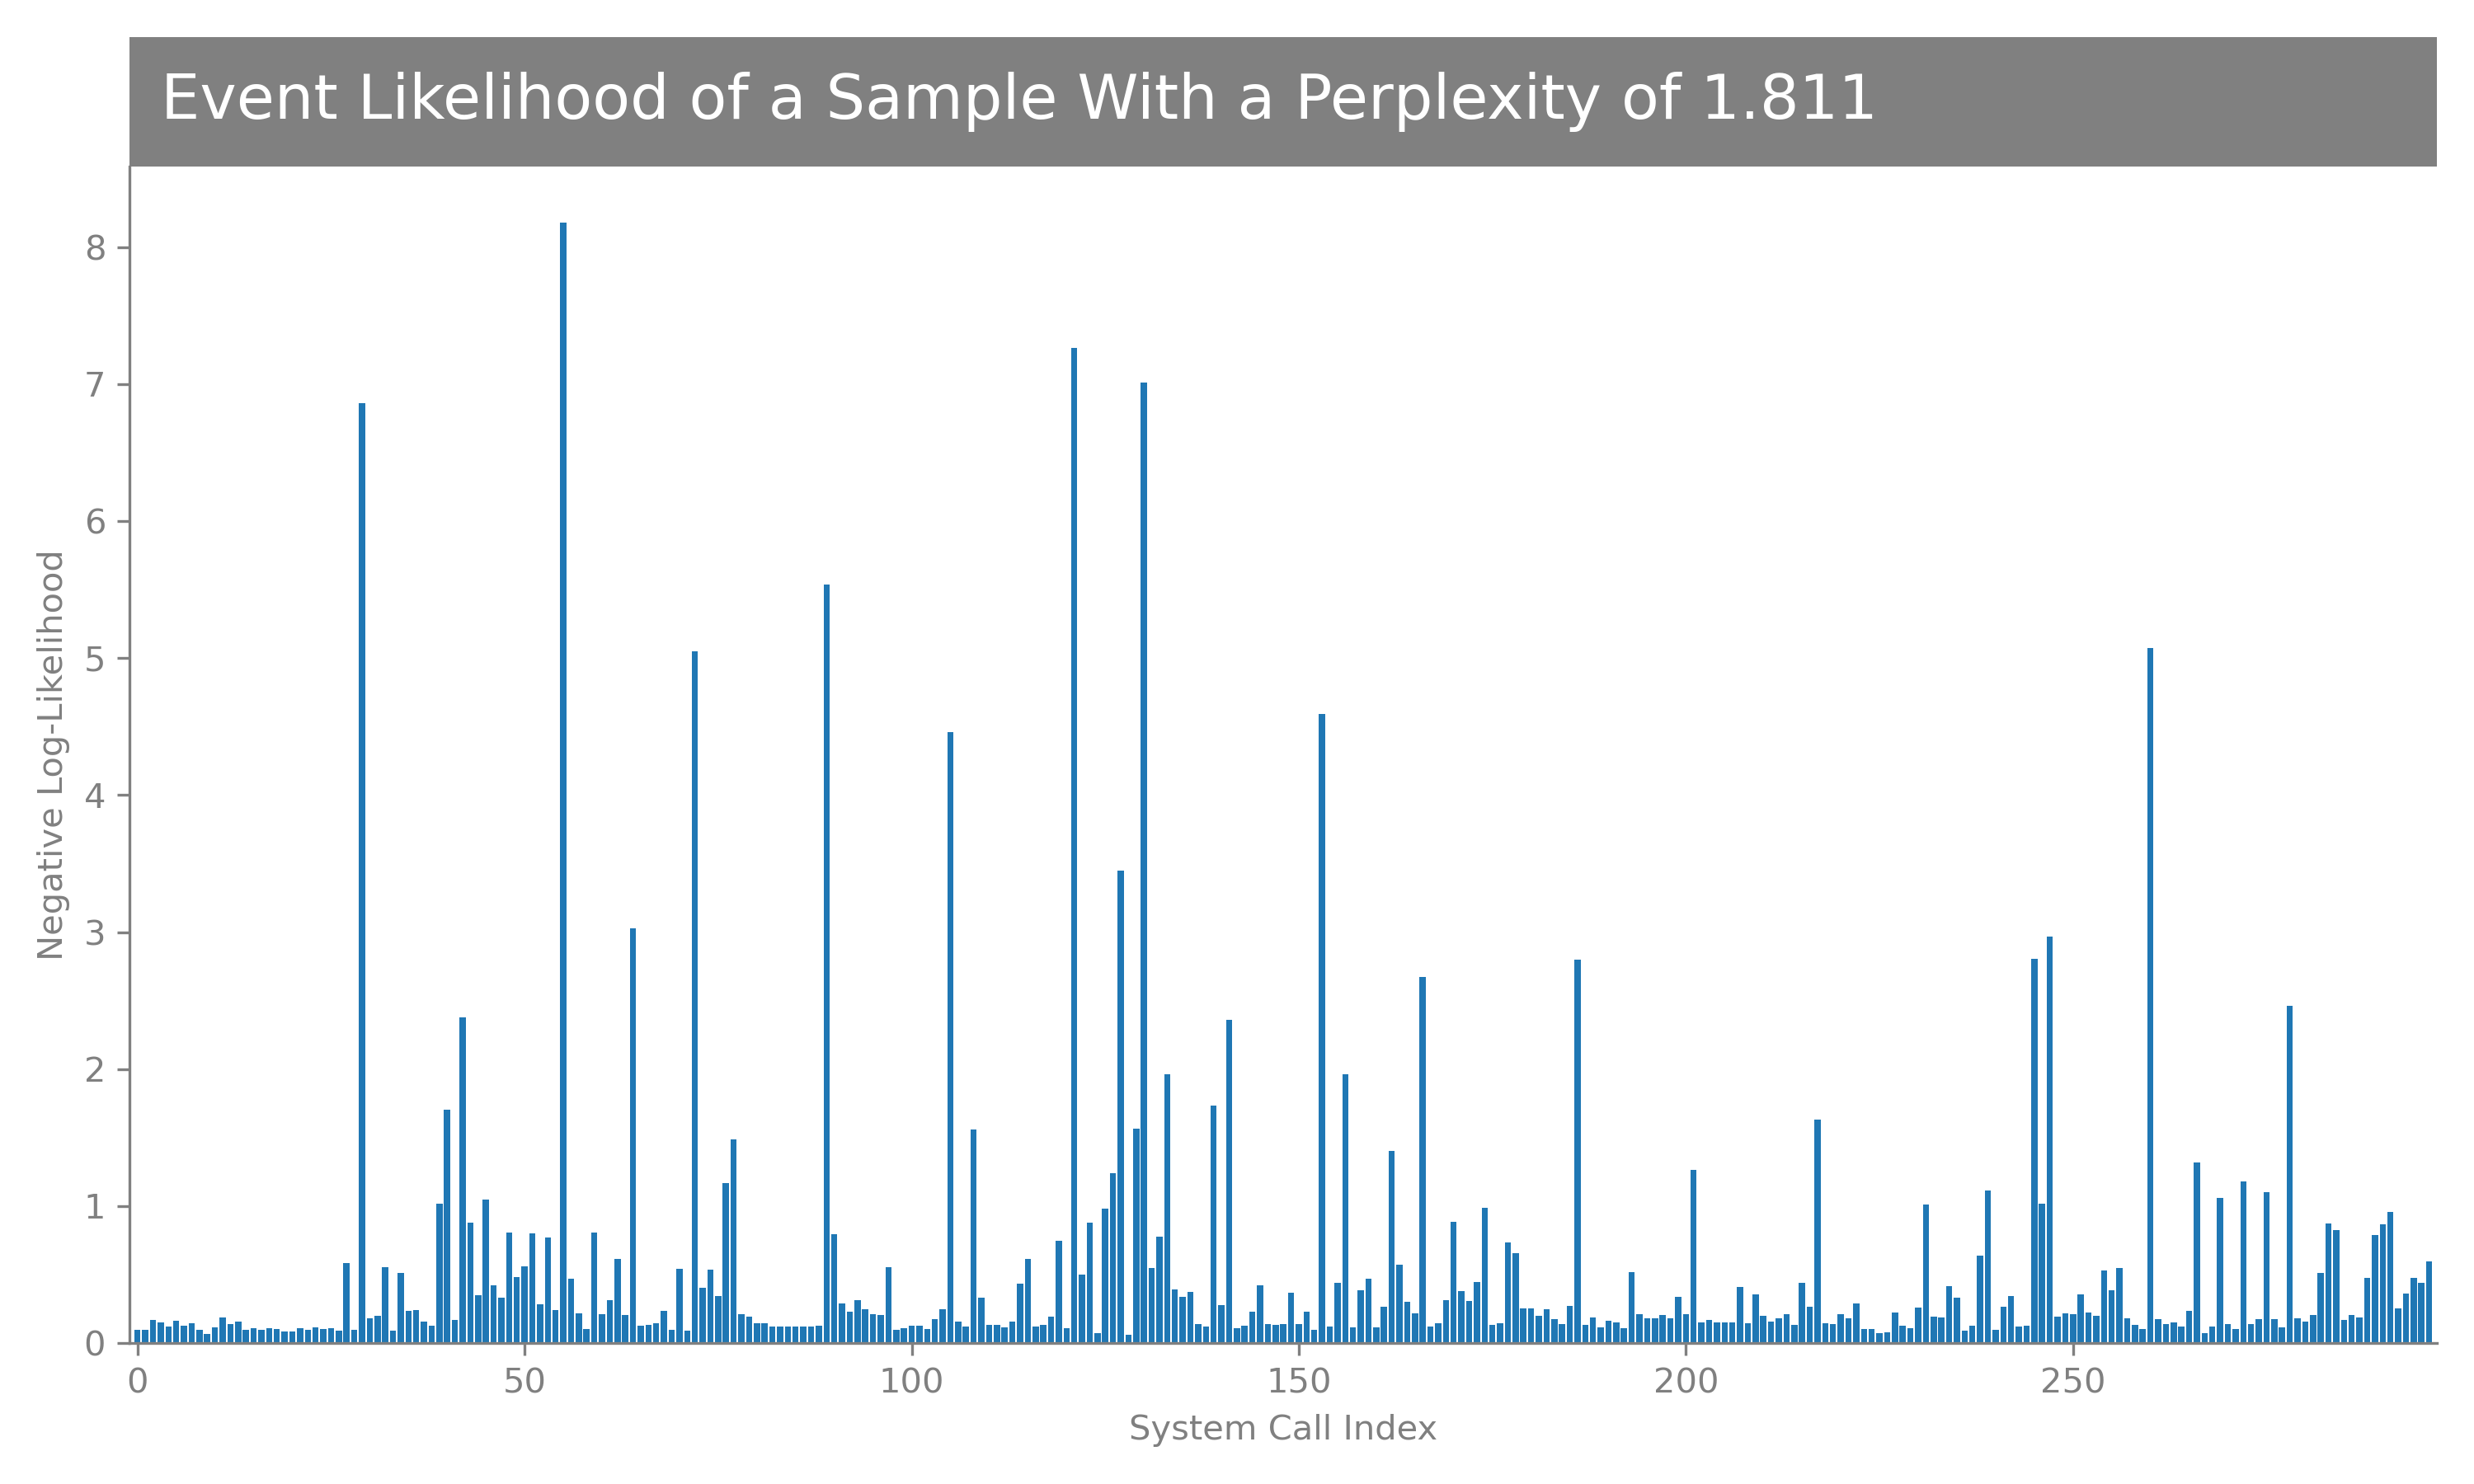 Event Likelihood of a Sample With a Perplexity of 1.811
8
7
6
5
4
3
2
1
0
Negative Log-Likelihood
0 50 100 150 200 250
System Call Index